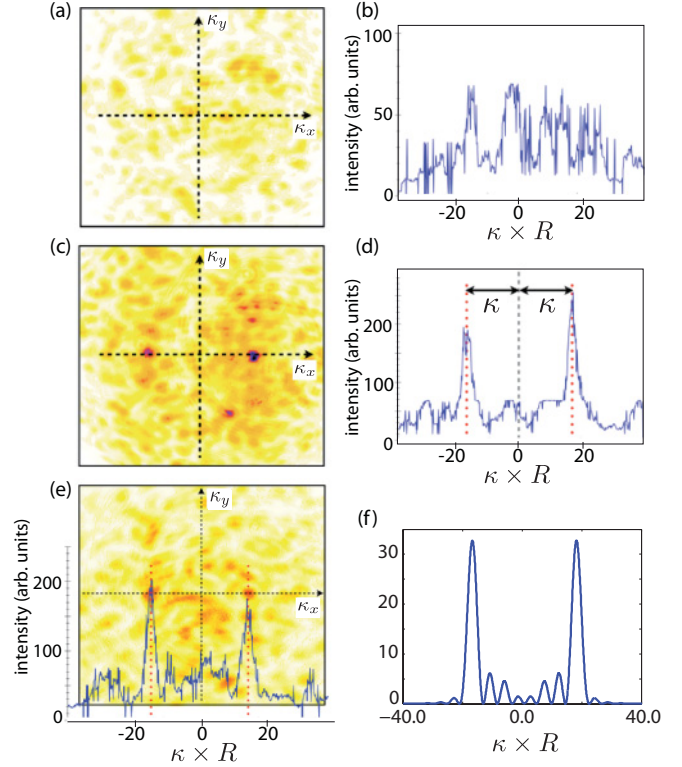 (a)
κy
κx
(b)
intensity (arb. units)
100
50
0
-20 0 20
κ × R
(c)
κy
κx
(d)
intensity (arb. units)
200
100
0
κ κ
-20 0 20
κ × R
(e)
κy
κx
intensity (arb. units)
200
100
0
-20 0 20
κ × R
(f)
30
20
10
0
−40.0 0.0 40.0
κ × R